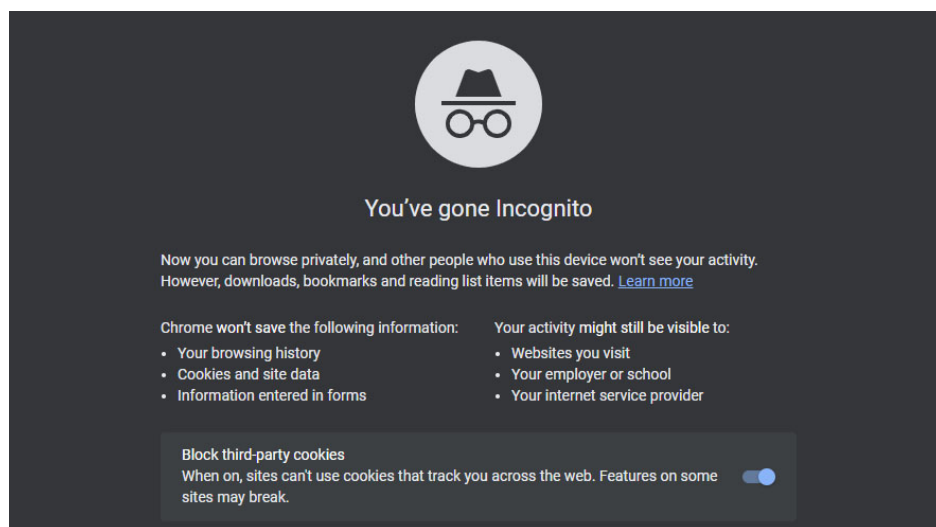 You've gone Incognito
Now you can browse privately, and other people who use this device won't see your activity.
However, downloads, bookmarks and reading list items will be saved. Learn more
Chrome won't save the following information:
• Your browsing history
• Cookies and site data
• Information entered in forms
Your activity might still be visible to:
• Websites you visit
• Your employer or school
• Your internet service provider
Block third-party cookies
When on, sites can't use cookies that track you across the web. Features on some
sites may break.